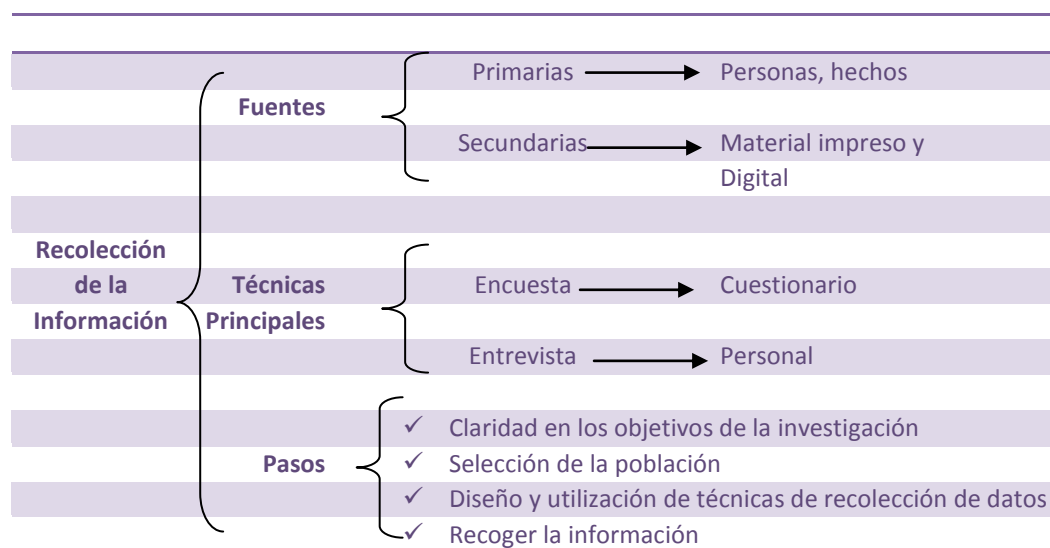 Recolección
de la
Información
Fuentes
Primarias
Personas, hechos
Secundarias
Material impreso y
Digital
Técnicas
Principales
Encuesta
Cuestionario
Entrevista
Personal
Pasos
✓ Claridad en los objetivos de la investigación
✓ Selección de la población
✓ Diseño y utilización de técnicas de recolección de datos
✓ Recoger la información